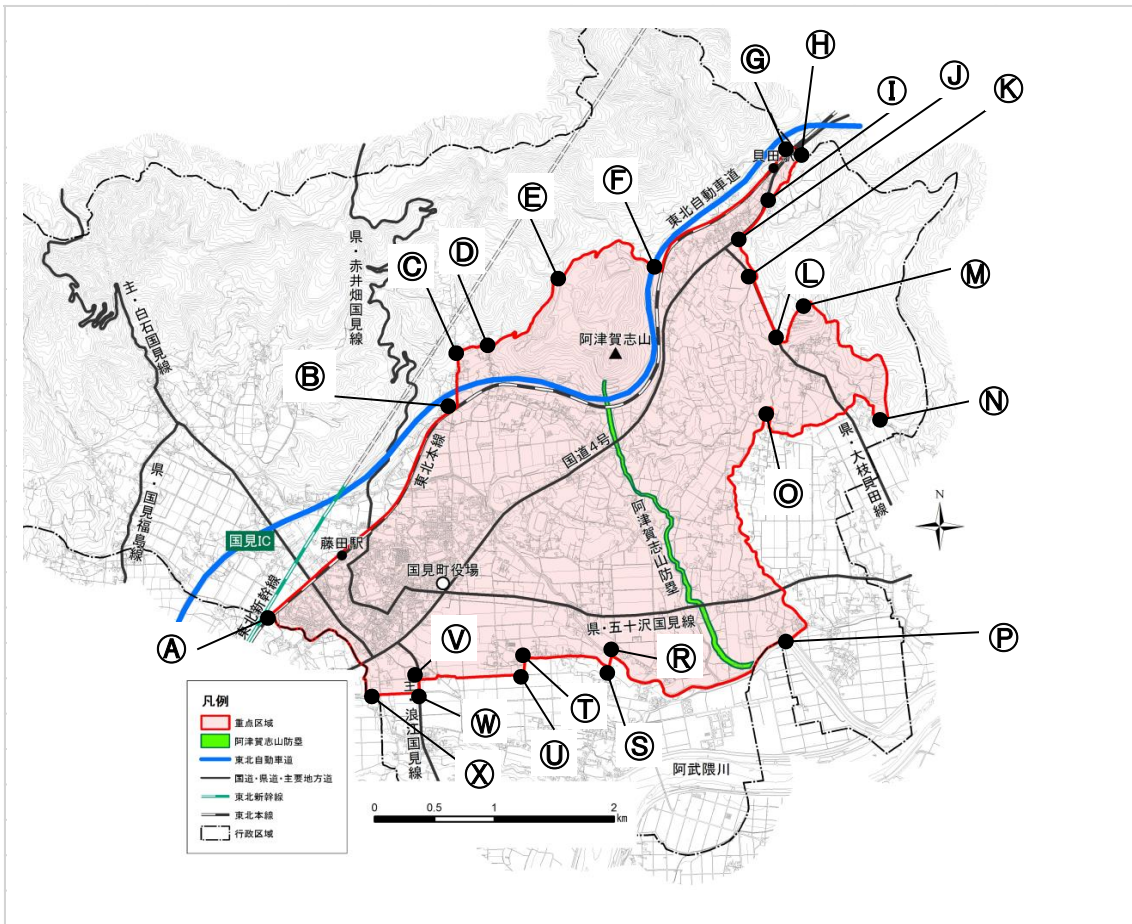 Ⓗ
Ⓖ
Ⓘ
Ⓙ
Ⓚ
貝田駅
Ⓕ
東北自動車道
Ⓔ
県・赤井畑国見線
Ⓒ
Ⓓ
主・白石国見線
Ⓛ
Ⓜ
阿津賀志山
Ⓑ
Ⓝ
国道4号
東北本線
県・大枝貝田線
Ⓞ
県・国見福島線
阿津賀志山防塁
N
国見IC
藤田駅
国見町役場
東北新幹線
県・五十沢国見線
Ⓐ
Ⓥ
Ⓡ
Ⓟ
主・浪江国見線
Ⓦ
Ⓣ
Ⓤ
Ⓢ
Ⓧ
阿武隈川
凡例
重点区域
阿津賀志山防塁
東北自動車道
国道・県道・主要地方道
東北新幹線
東北本線
行政区域
0 0.5 1 2
km